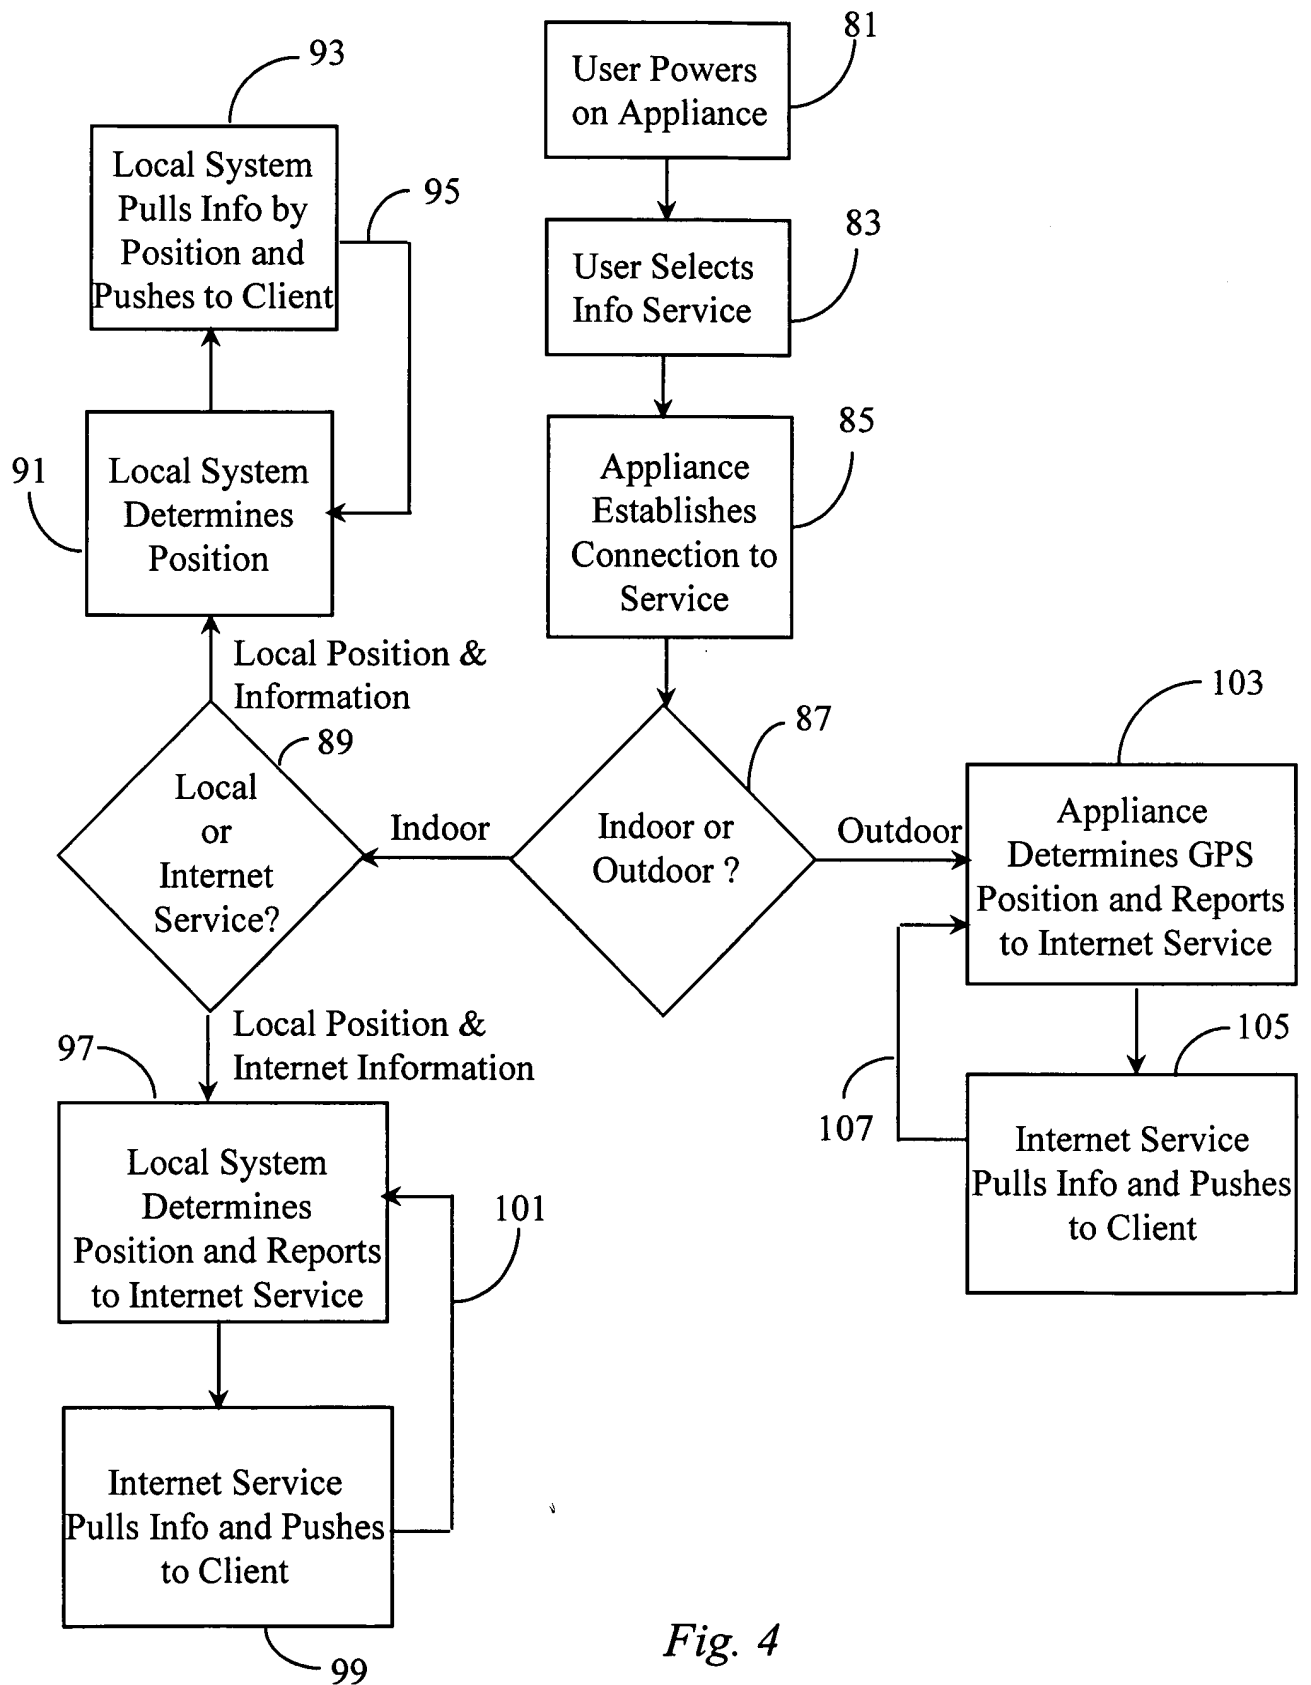 81
User Powers
on Appliance
83
User Selects
Info Service
85
Appliance
Establishes
Connection to
Service
87
Indoor or
Outdoor ?
Indoor
Outdoor
89
Local
or
Internet
Service?
Local Position &
Information
91
Local System
Determines
Position
93
Local System
Pulls Info by
Position and
Pushes to Client
95
Local Position &
Internet Information
97
Local System
Determines
Position and Reports
to Internet Service
101
Internet Service
Pulls Info and Pushes
to Client
99
103
Appliance
Determines GPS
Position and Reports
to Internet Service
105
Internet Service
Pulls Info and Pushes
to Client
107
Fig. 4